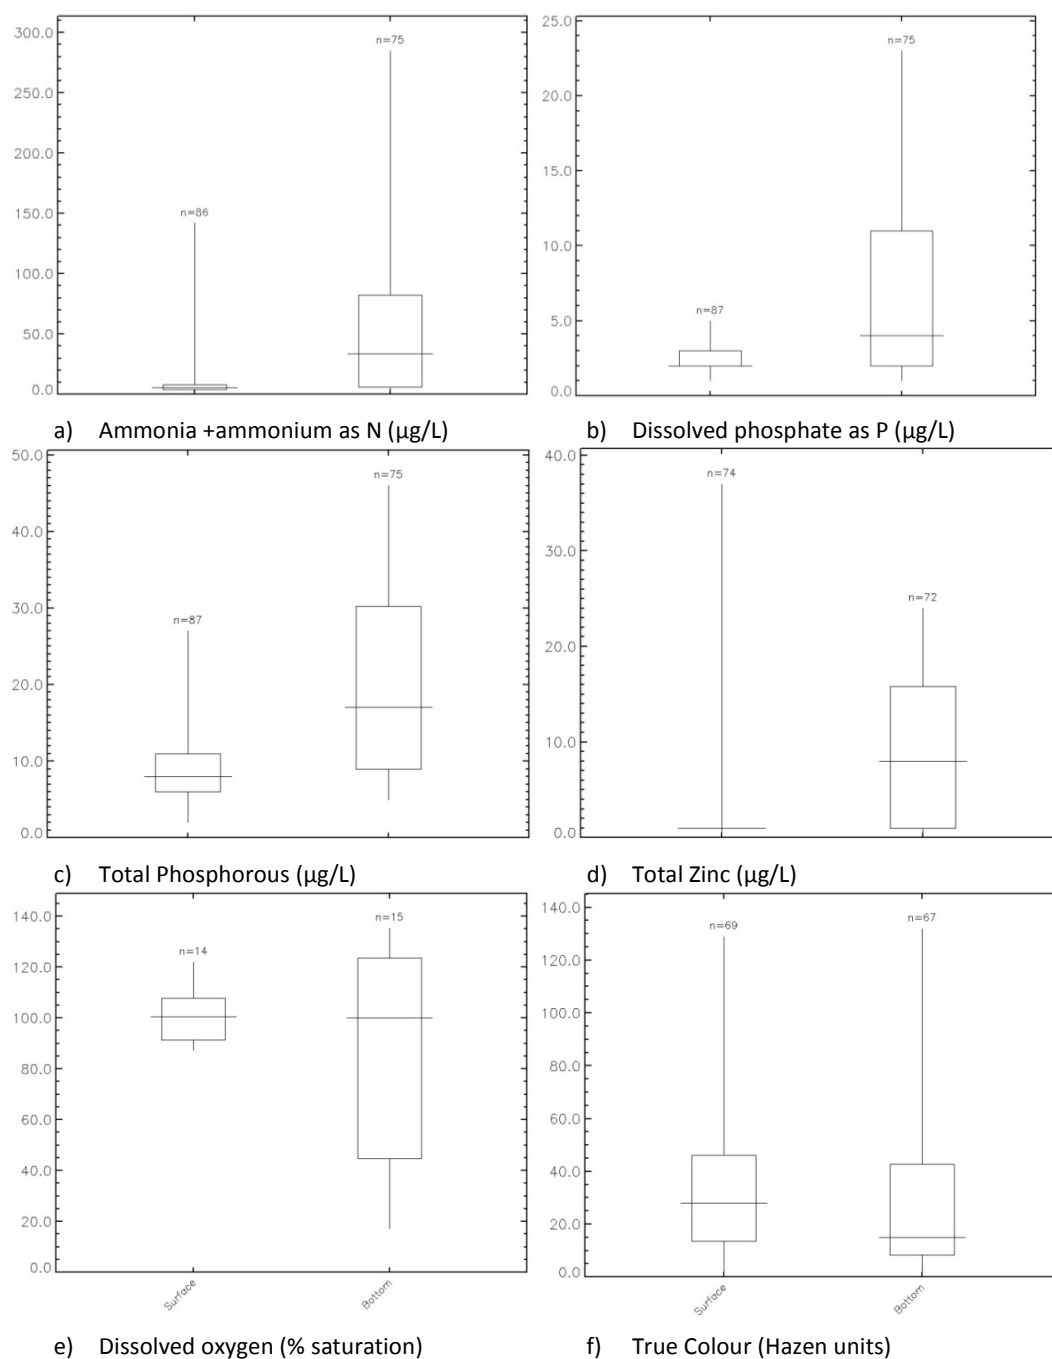 300.0
250.0
200.0
150.0
100.0
50.0
0.0
n=86
n=75
a) Ammonia +ammonium as N (µg/L)
25.0
20.0
15.0
10.0
5.0
0.0
n=87
n=75
b) Dissolved phosphate as P (µg/L)
50.0
40.0
30.0
20.0
10.0
0.0
n=87
n=75
c) Total Phosphorous (µg/L)
40.0
30.0
20.0
10.0
0.0
n=74
n=72
d) Total Zinc (µg/L)
140.0
120.0
100.0
80.0
60.0
40.0
20.0
0.0
n=14
n=15
Surface
Bottom
e) Dissolved oxygen (% saturation)
140.0
120.0
100.0
80.0
60.0
40.0
20.0
0.0
n=69
n=67
Surface
Bottom
f) True Colour (Hazen units)